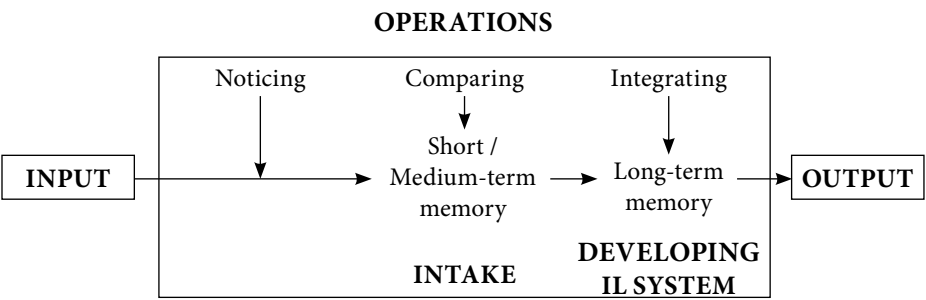 OPERATIONS
Noticing
Comparing
Integrating
INPUT
Short /
Medium-term
memory
Long-term
memory
OUTPUT
INTAKE
DEVELOPING
IL SYSTEM